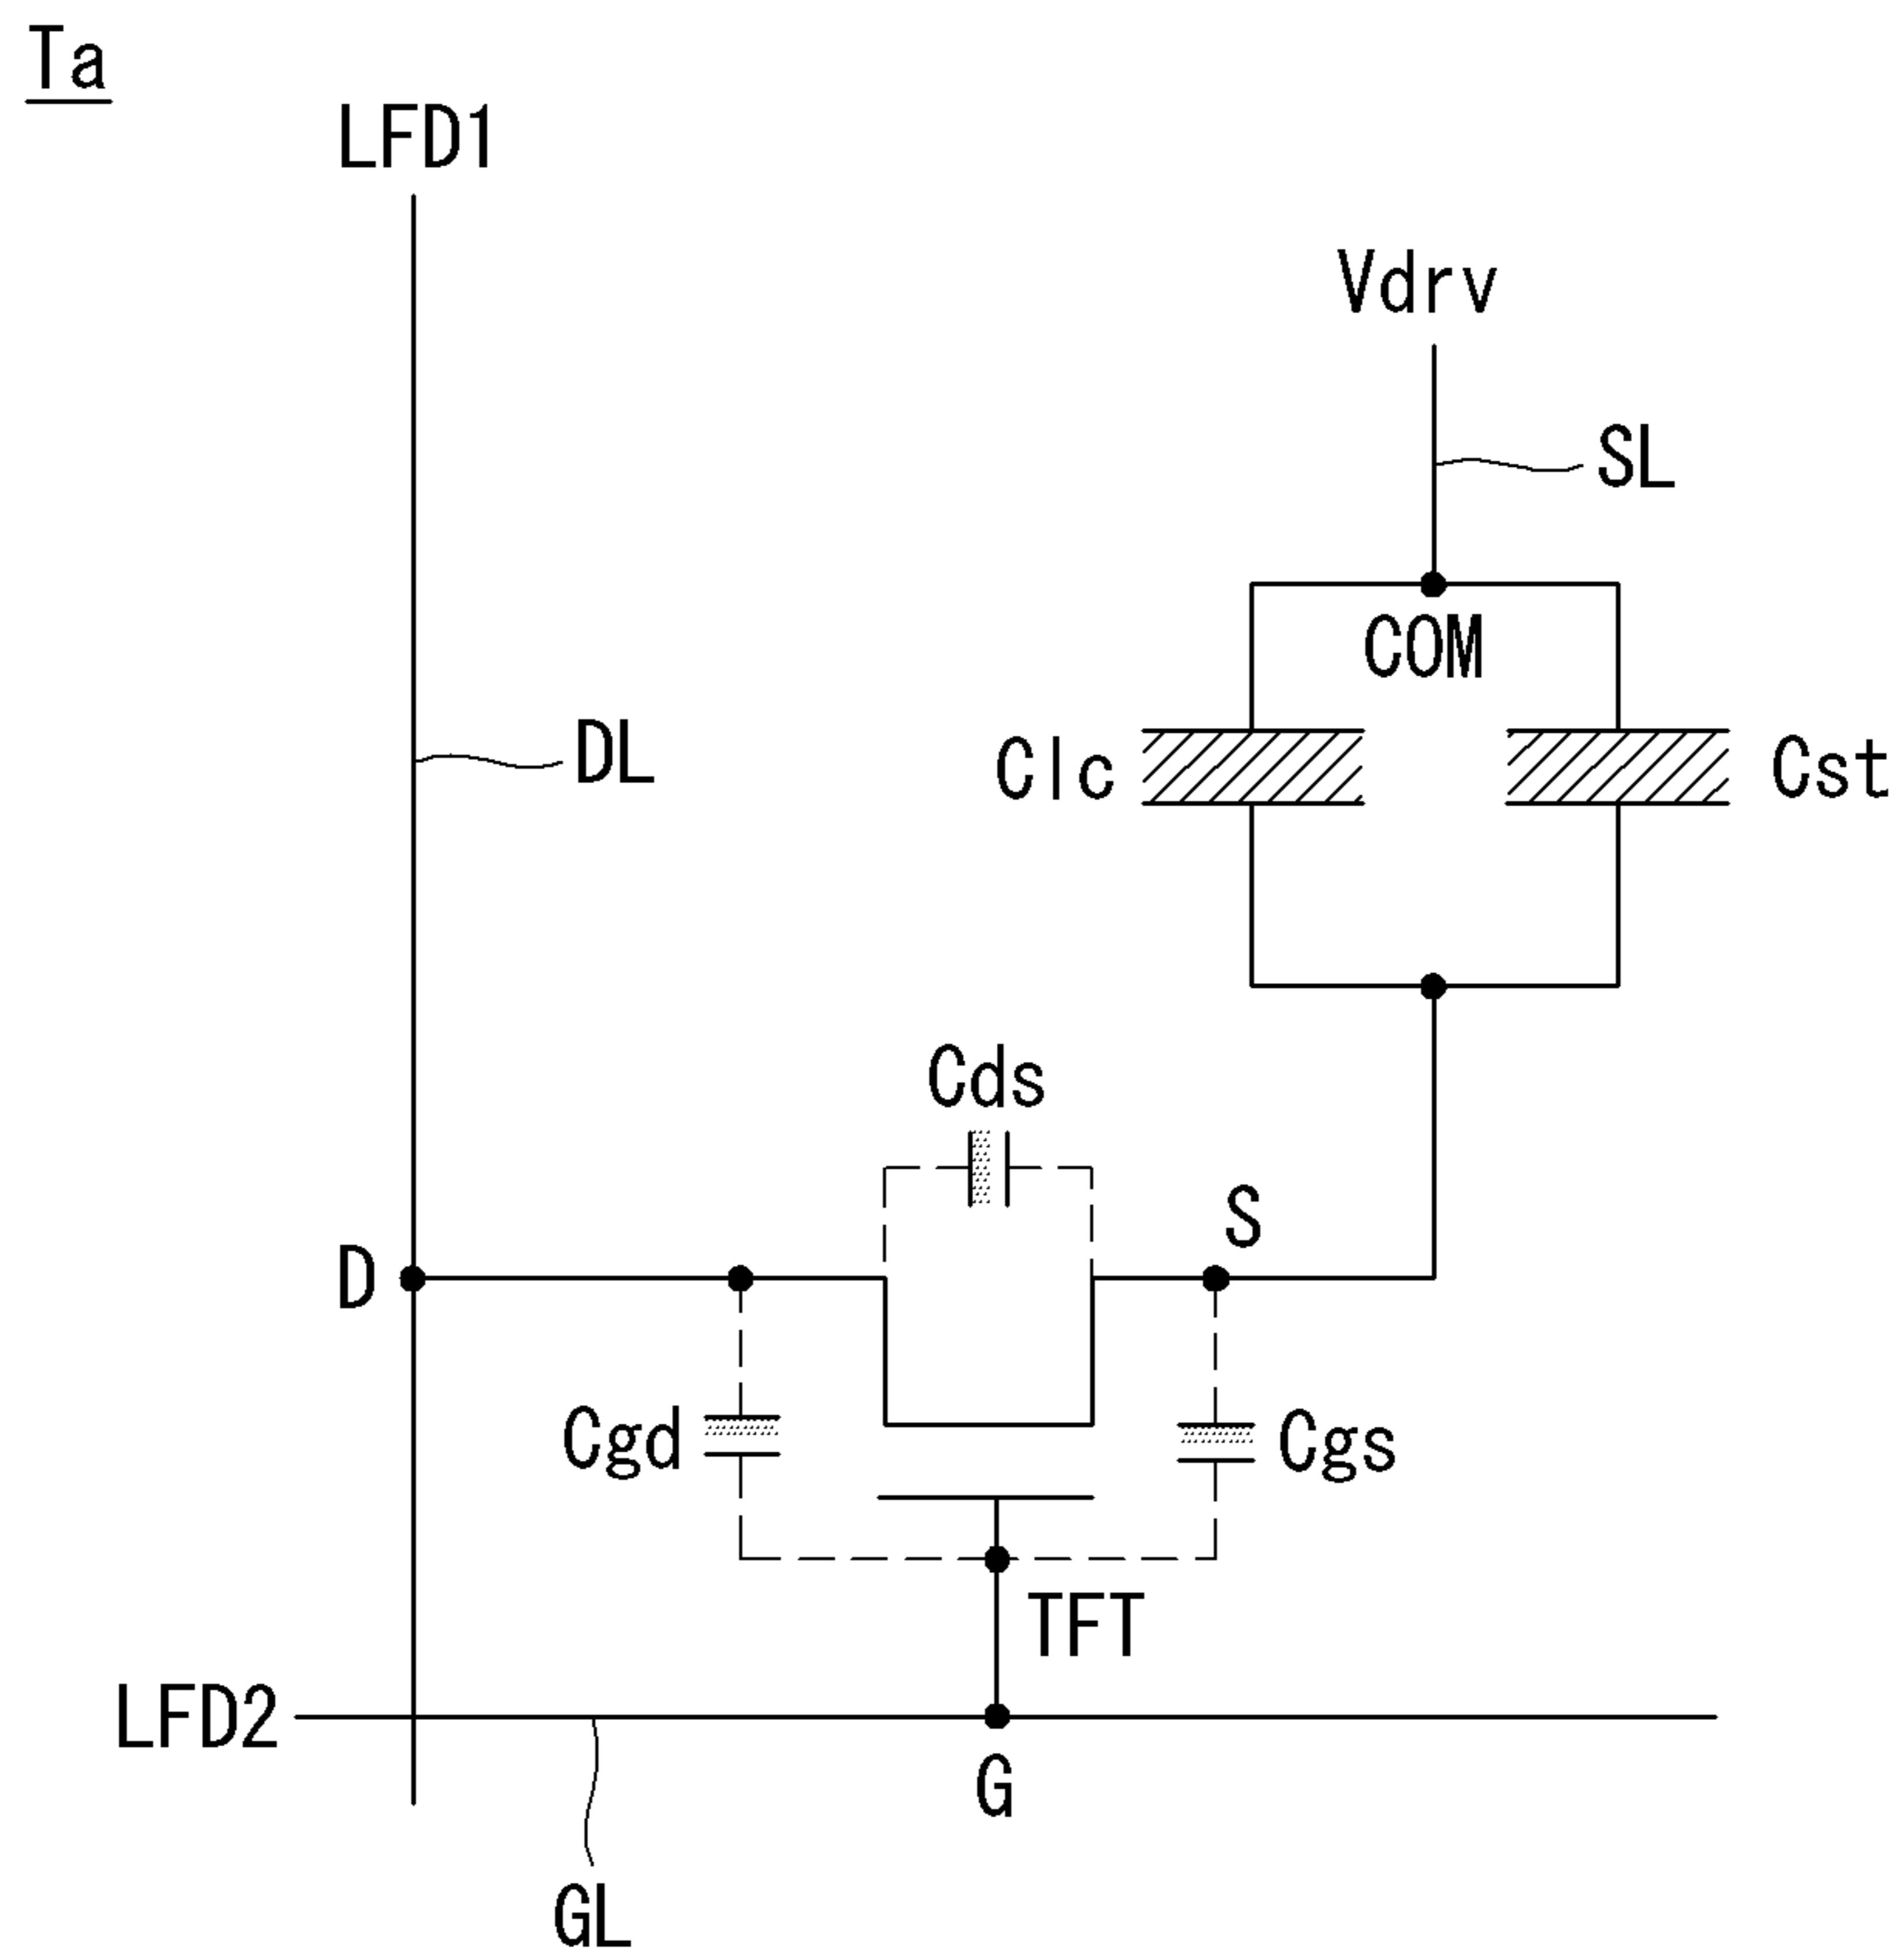 Ta
LFD1
Vdrv
SL
COM
DL
Clc
Cst
Cds
S
D
Cgd
Cgs
TFT
LFD2
G
GL